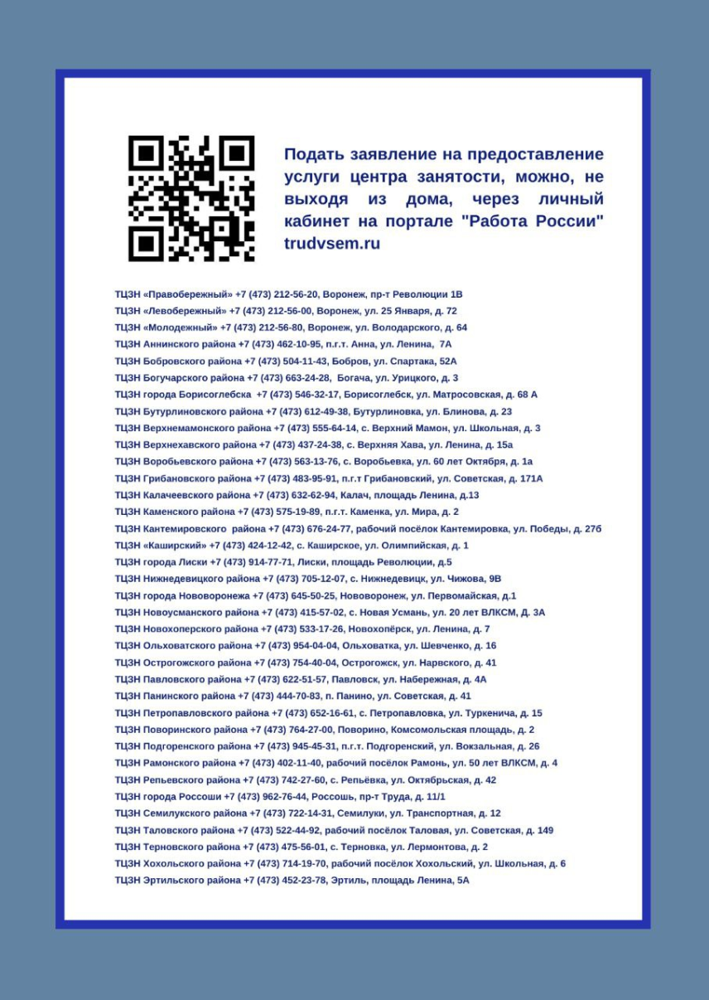 Подать заявление на предоставление
услуги центра занятости, можно, не
выходя из дома, через личный
кабинет на портале "Работа России"
trudvsem.ru
ТЦЗН «Правобережный» +7 (473) 212-56-20, Воронеж, пр-т Революции 1В
ТЦЗН «Левобережный» +7 (473) 212-56-00, Воронеж, ул. 25 Января, д. 72
ТЦЗН «Молодежный» +7 (473) 212-56-80, Воронеж, ул. Володарского, д. 64
ТЦЗН Аннинского района +7 (473) 462-10-95, п.г.т. Анна, ул. Ленина, 7А
ТЦЗН Бобровского района +7 (473) 504-11-43, Бобров, ул. Спартака, 52А
ТЦЗН Богучарского района +7 (473) 663-24-28, Богача, ул. Урицкого, д. 3
ТЦЗН города Борисоглебска +7 (473) 546-32-17, Борисоглебск, ул. Матросовская, д. 68 А
ТЦЗН Бутурлиновского района +7 (473) 612-49-38, Бутурлиновка, ул. Блинова, д. 23
ТЦЗН Верхнемамонского района +7 (473) 555-64-14, с. Верхний Мамон, ул. Школьная, д. 3
ТЦЗН Верхнехавского района +7 (473) 437-24-38, с. Верхняя Хава, ул. Ленина, д. 15а
ТЦЗН Воробьевского района +7 (473) 563-13-76, с. Воробьевка, ул. 60 лет Октября, д. 1а
ТЦЗН Грибановского района +7 (473) 483-95-91, п.г.т Грибановский, ул. Советская, д. 171А
ТЦЗН Калачеевского района +7 (473) 632-62-94, Калач, площадь Ленина, д.13
ТЦЗН Каменского района +7 (473) 575-19-89, п.г.т. Каменка, ул. Мира, д. 2
ТЦЗН Кантемировского района +7 (473) 676-24-77, рабочий посёлок Кантемировка, ул. Победы, д. 27б
ТЦЗН «Каширский» +7 (473) 424-12-42, с. Каширское, ул. Олимпийская, д. 1
ТЦЗН города Лиски +7 (473) 914-77-71, Лиски, площадь Революции, д.5
ТЦЗН Нижнедевицкого района +7 (473) 705-12-07, с. Нижнедевицк, ул. Чижова, 9В
ТЦЗН города Нововоронежа +7 (473) 645-50-25, Нововоронеж, ул. Первомайская, д.1
ТЦЗН Новоусманского района +7 (473) 415-57-02, с. Новая Усмань, ул. 20 лет ВЛКСМ, Д. 3А
ТЦЗН Новохоперского района +7 (473) 533-17-26, Новохопёрск, ул. Ленина, д. 7
ТЦЗН Ольховатского района +7 (473) 954-04-04, Ольховатка, ул. Шевченко, д. 16
ТЦЗН Острогожского района +7 (473) 754-40-04, Острогожск, ул. Нарвского, д. 41
ТЦЗН Павловского района +7 (473) 622-51-57, Павловск, ул. Набережная, д. 4А
ТЦЗН Панинского района +7 (473) 444-70-83, п. Панино, ул. Советская, д. 41
ТЦЗН Петропавловского района +7 (473) 652-16-61, с. Петропавловка, ул. Туркенича, д. 15
ТЦЗН Поворинского района +7 (473) 764-27-00, Поворино, Комсомольская площадь, д. 2
ТЦЗН Подгоренского района +7 (473) 945-45-31, п.г.т. Подгоренский, ул. Вокзальная, д. 26
ТЦЗН Рамонского района +7 (473) 402-11-40, рабочий посёлок Рамонь, ул. 50 лет ВЛКСМ, д. 4
ТЦЗН Репьевского района +7 (473) 742-27-60, с. Репьёвка, ул. Октябрьская, д. 42
ТЦЗН города Россоши +7 (473) 962-76-44, Россошь, пр-т Труда, д. 11/1
ТЦЗН Семилукского района +7 (473) 722-14-31, Семилуки, ул. Транспортная, д. 12
ТЦЗН Таловского района +7 (473) 522-44-92, рабочий посёлок Таловая, ул. Советская, д. 149
ТЦЗН Терновского района +7 (473) 475-56-01, с. Терновка, ул. Лермонтова, д. 2
ТЦЗН Хохольского района +7 (473) 714-19-70, рабочий посёлок Хохольский, ул. Школьная, д. 6
ТЦЗН Эртильского района +7 (473) 452-23-78, Эртиль, площадь Ленина, 5А